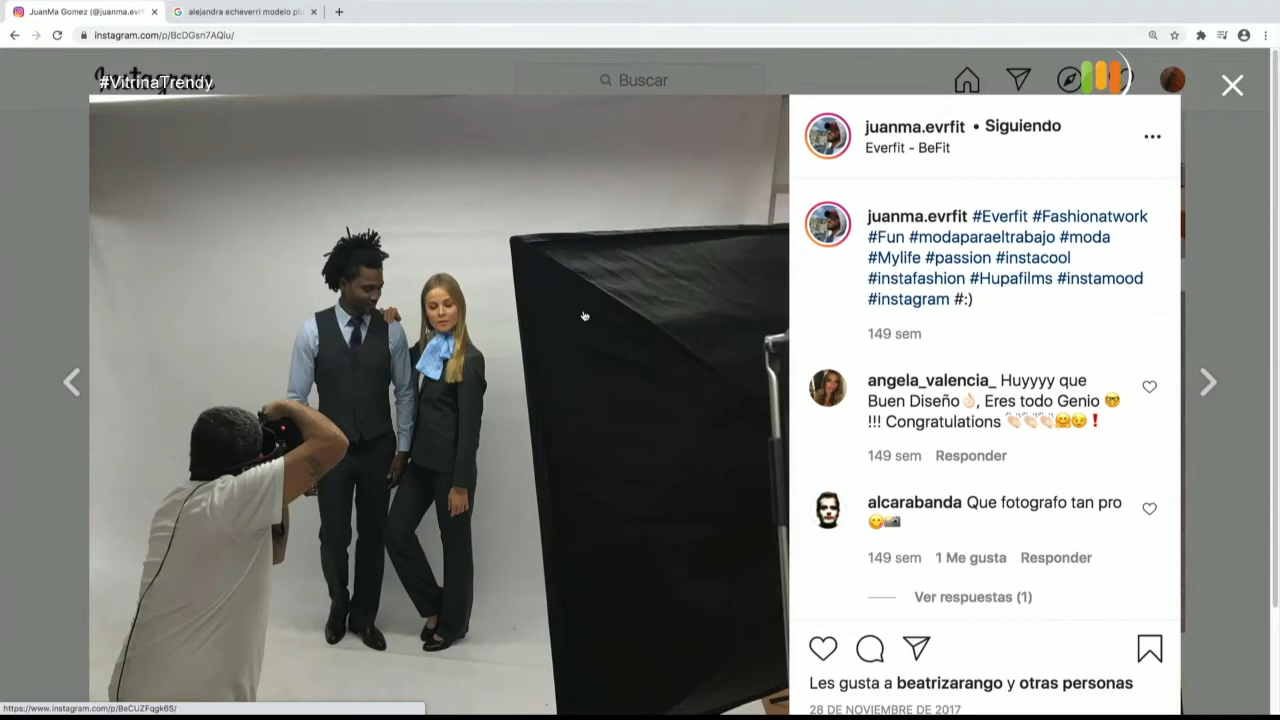 JuanMa Gomez (@juanma.evr
alejandra echeverri modelo pl
instagram.com/p/BcDGsn7AQiu/
Instagram
#VitrinaTrendy
Buscar
juanma.evrfit • Siguiendo
Everfit - BeFit
juanma.evrfit #Everfit #Fashionatwork
#Fun #modaparaeltrabajo #moda
#Mylife #passion #instacool
#instafashion #Hupafilms #instamood
#instagram #:)
149 sem
angela_valencia_ Huyyyy que
Buen Diseño👌🏻, Eres todo Genio 🤓
!!! Congratulations 👏🏻👏🏻👏🏻🤗😉❗
149 sem Responder
alcarabanda Que fotografo tan pro
😋📷
149 sem 1 Me gusta Responder
Ver respuestas (1)
Les gusta a beatrizarango y otras personas
28 DE NOVIEMBRE DE 2017
https://www.instagram.com/p/BeCUZFqgk6S/